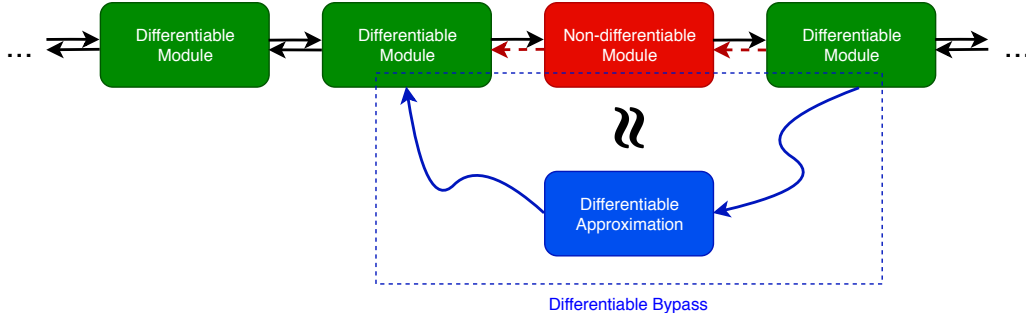 Differentiable
Module
Differentiable
Module
Non-differentiable
Module
Differentiable
Module
...
...
Differentiable
Approximation
Differentiable Bypass